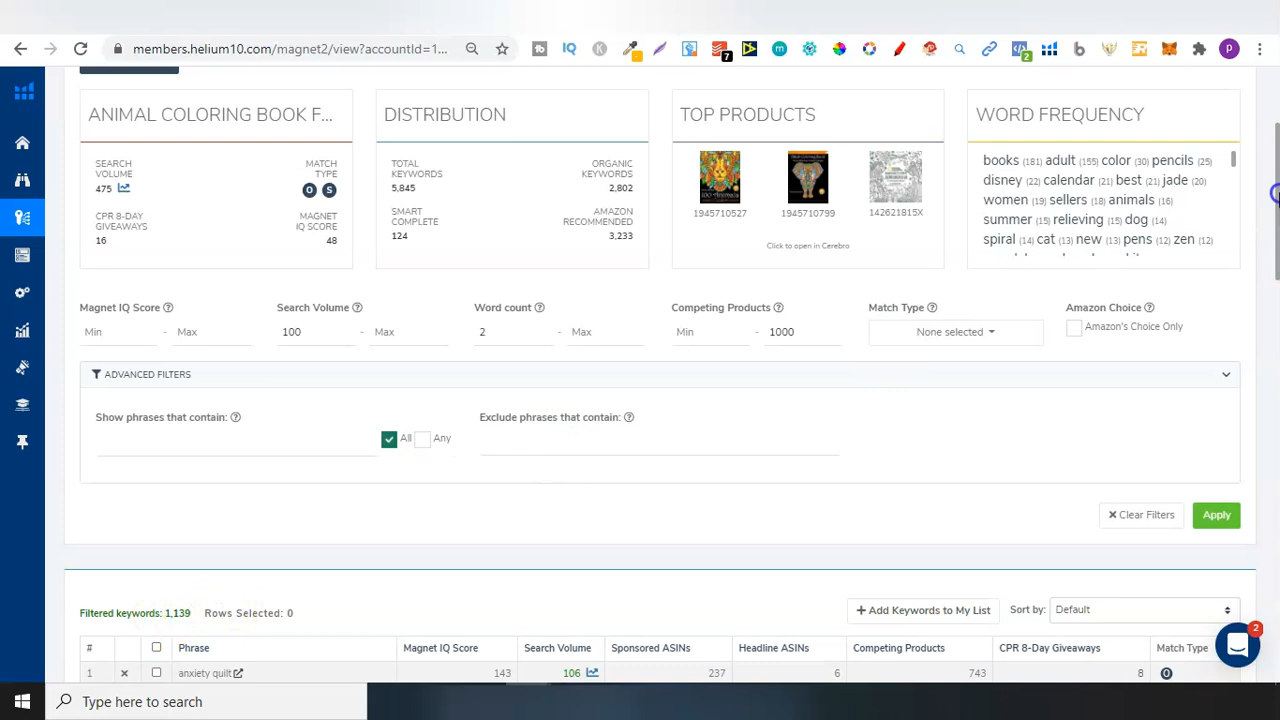 members.helium10.com/magnet2/view?accountId=1...
7
2
P
ANIMAL COLORING BOOK F...
SEARCH VOLUME
475
MATCH TYPE
O S
CPR 8-DAY GIVEAWAYS
16
MAGNET IQ SCORE
48
DISTRIBUTION
TOTAL KEYWORDS
5,845
ORGANIC KEYWORDS
2,802
SMART COMPLETE
124
AMAZON RECOMMENDED
3,233
TOP PRODUCTS
1945710527 1945710799 142621815X
Click to open in Cerebro
WORD FREQUENCY
books (181) adult (155) color (30) pencils (25)
disney (22) calendar (21) best (21) jade (20)
women (19) sellers (18) animals (16)
summer (15) relieving (15) dog (14)
spiral (14) cat (13) new (13) pens (12) zen (12)
Magnet IQ Score Search Volume Word count Competing Products Match Type Amazon Choice
Min - Max 100 - Max 2 - Max Min - 1000 None selected Amazon's Choice Only
ADVANCED FILTERS
Show phrases that contain: Exclude phrases that contain:
All Any
Clear Filters Apply
Filtered keywords: 1,139 Rows Selected: 0 + Add Keywords to My List Sort by: Default
2
# Phrase Magnet IQ Score Search Volume Sponsored ASINs Headline ASINs Competing Products CPR 8-Day Giveaways Match Type
1 anxiety quilt 143 106 237 6 743 8 O
Type here to search